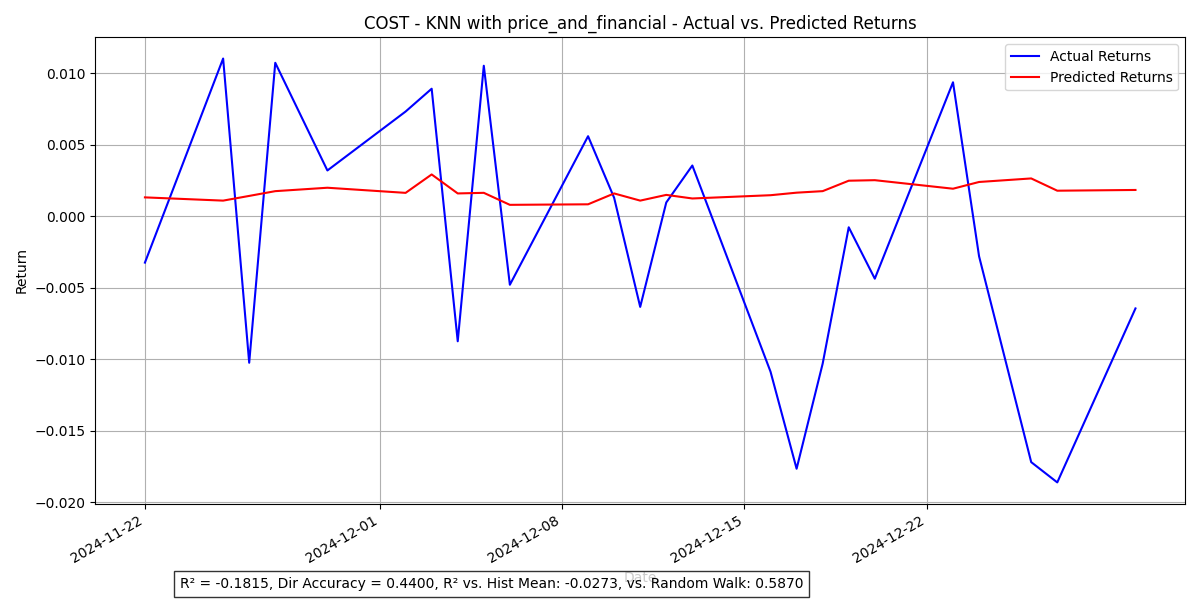 COST - KNN with price_and_financial - Actual vs. Predicted Returns
Actual Returns
Predicted Returns
0.010
0.005
0.000
−0.005
−0.010
−0.015
−0.020
Return
2024-11-22
2024-12-01
2024-12-08
2024-12-15
2024-12-22
Date
R² = -0.1815, Dir Accuracy = 0.4400, R² vs. Hist Mean: -0.0273, vs. Random Walk: 0.5870